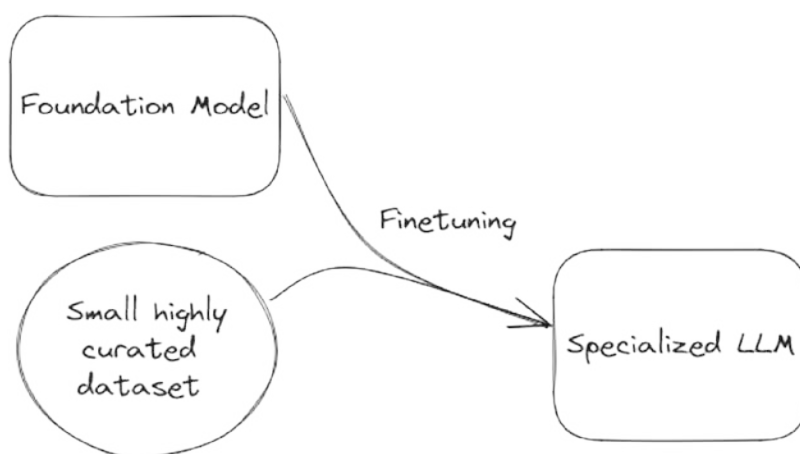 Foundation Model
Finetuning
Small highly
curated
dataset
Specialized LLM